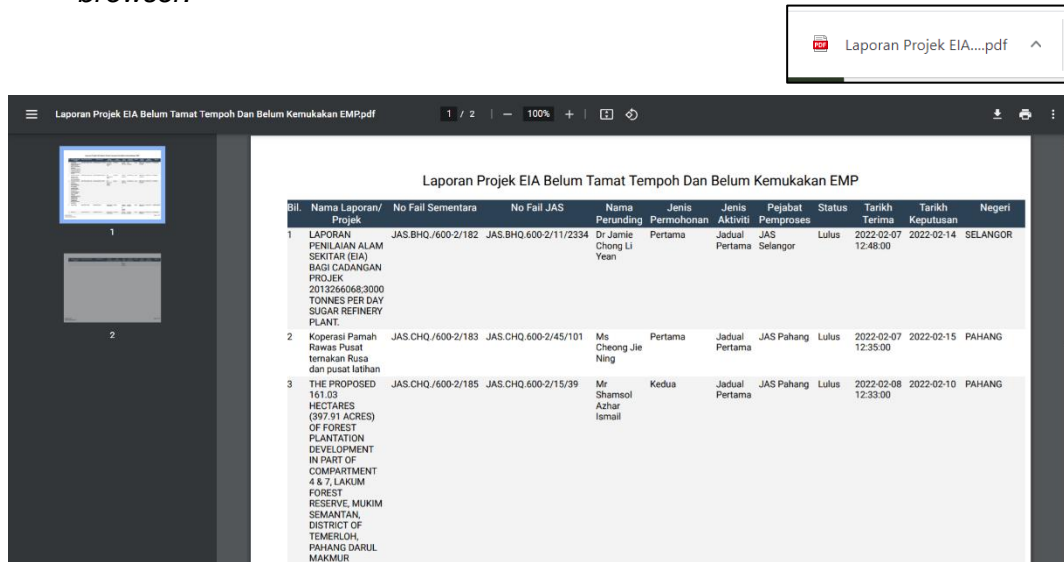 browser.
Laporan Projek EIA....pdf
Laporan Projek EIA Belum Tamat Tempoh Dan Belum Kemukakan EMP.pdf
1 / 2 | − 100% + |
1
2
Laporan Projek EIA Belum Tamat Tempoh Dan Belum Kemukakan EMP
Bil. Nama Laporan/ No Fail Sementara No Fail JAS Nama Jenis Jenis Pejabat Status Tarikh Tarikh Negeri
Projek Perunding Permohonan Aktiviti Pemproses Terima Keputusan
1 LAPORAN JAS.BHQ./600-2/182 JAS.BHQ.600-2/11/2334 Dr Jamie Pertama Jadual JAS Lulus 2022-02-07 2022-02-14 SELANGOR
PENILAIAN ALAM Chong Li Pertama Selangor 12:48:00
SEKITAR (EIA) Yean
BAGI CADANGAN
PROJEK
2013266068;3000
TONNES PER DAY
SUGAR REFINERY
PLANT.
2 Koperasi Pamah JAS.CHQ./600-2/183 JAS.CHQ.600-2/45/101 Ms Pertama Jadual JAS Pahang Lulus 2022-02-07 2022-02-15 PAHANG
Rawas Pusat Cheong Jie Pertama 12:35:00
ternakan Rusa Ning
dan pusat latihan
3 THE PROPOSED JAS.CHQ./600-2/185 JAS.CHQ.600-2/15/39 Mr Kedua Jadual JAS Pahang Lulus 2022-02-08 2022-02-10 PAHANG
161.03 Shamsol Pertama 12:33:00
HECTARES Azhar
(397.91 ACRES) Ismail
OF FOREST
PLANTATION
DEVELOPMENT
IN PART OF
COMPARTMENT
4 & 7, LAKUM
FOREST
RESERVE, MUKIM
SEMANTAN,
DISTRICT OF
TEMERLOH,
PAHANG DARUL
MAKMUR